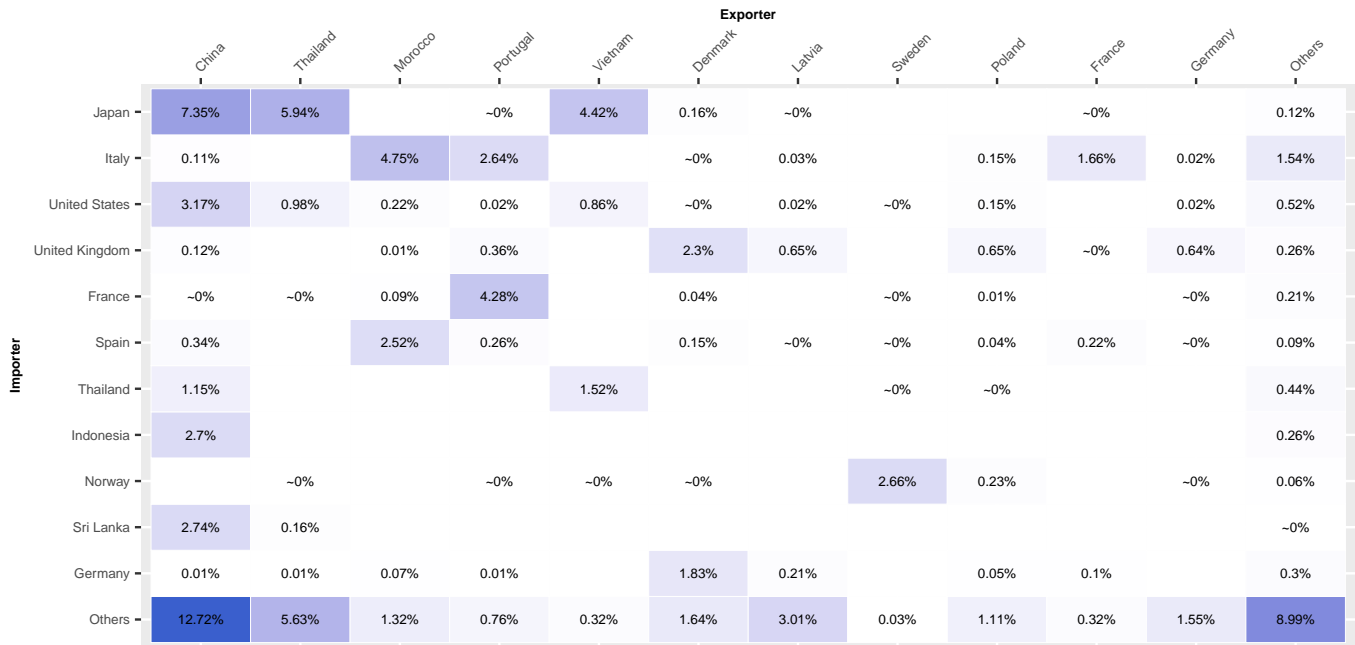 Exporter
China Thailand Morocco Portugal Vietnam Denmark Latvia Sweden Poland France Germany Others
Importer
Japan 7.35% 5.94% ~0% 4.42% 0.16% ~0% ~0% 0.12%
Italy 0.11% 4.75% 2.64% ~0% 0.03% 0.15% 1.66% 0.02% 1.54%
United States 3.17% 0.98% 0.22% 0.02% 0.86% ~0% 0.02% ~0% 0.15% 0.02% 0.52%
United Kingdom 0.12% 0.01% 0.36% 2.3% 0.65% 0.65% ~0% 0.64% 0.26%
France ~0% ~0% 0.09% 4.28% 0.04% ~0% 0.01% ~0% 0.21%
Spain 0.34% 2.52% 0.26% 0.15% ~0% ~0% 0.04% 0.22% ~0% 0.09%
Thailand 1.15% 1.52% ~0% ~0% 0.44%
Indonesia 2.7% 0.26%
Norway ~0% ~0% ~0% ~0% 2.66% 0.23% ~0% 0.06%
Sri Lanka 2.74% 0.16% ~0%
Germany 0.01% 0.01% 0.07% 0.01% 1.83% 0.21% 0.05% 0.1% 0.3%
Others 12.72% 5.63% 1.32% 0.76% 0.32% 1.64% 3.01% 0.03% 1.11% 0.32% 1.55% 8.99%